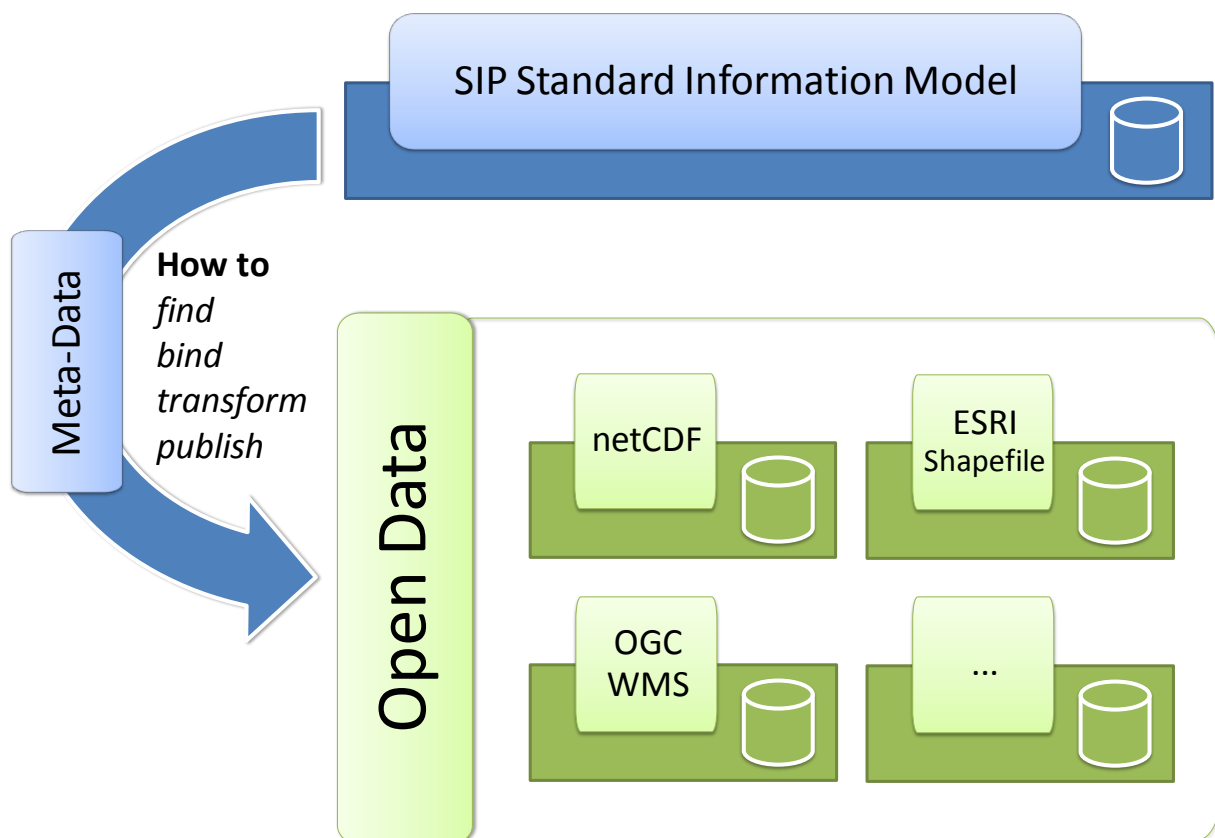 SIP Standard Information Model
Meta-Data
How to
find
bind
transform
publish
Open Data
netCDF
ESRI
Shapefile
OGC
WMS
...